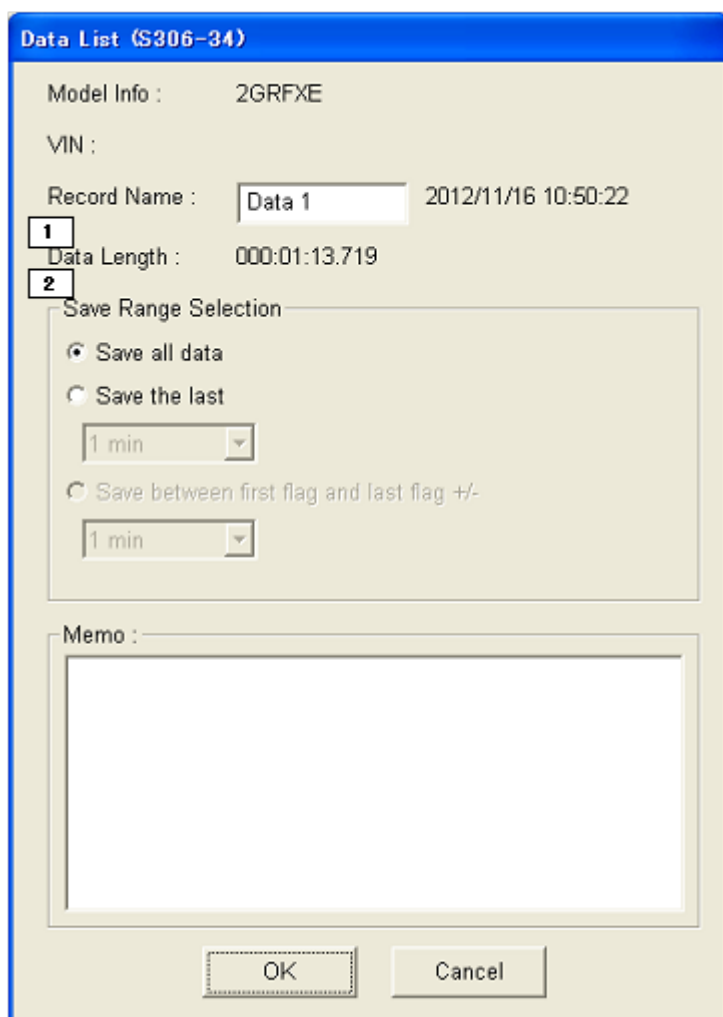 Data List (S306-34)
Model Info : 2GRFXE
VIN :
Record Name : Data 1 2012/11/16 10:50:22
1
Data Length : 000:01:13.719
2
Save Range Selection
Save all data
Save the last
1 min
Save between first flag and last flag +/-
1 min
Memo :
OK Cancel